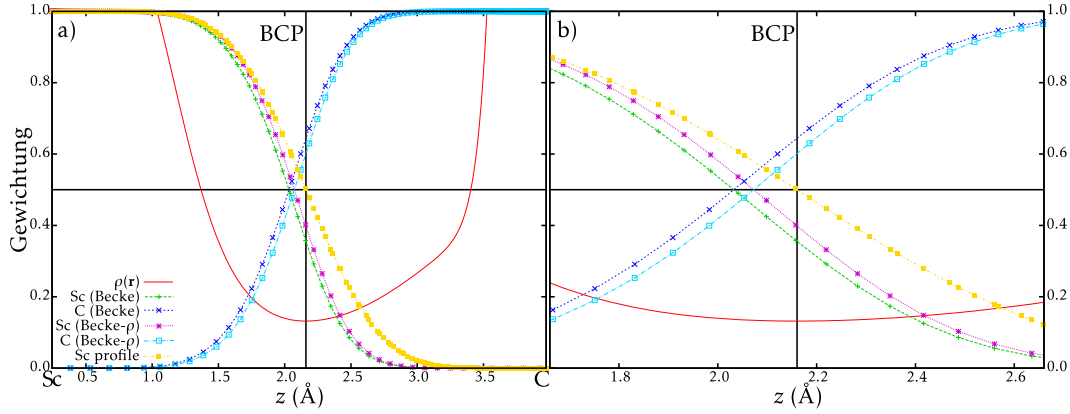 a)
BCP
b)
BCP
Gewichtung
1.0
0.8
0.6
0.4
0.2
0.0
1.0
0.8
0.6
0.4
0.2
0.0
ρ(r)
Sc (Becke)
C (Becke)
Sc (Becke-ρ)
C (Becke-ρ)
Sc profile
Sc 0.5 1.0 1.5 2.0 2.5 3.0 3.5 C
1.8 2.0 2.2 2.4 2.6
z (Å)
z (Å)